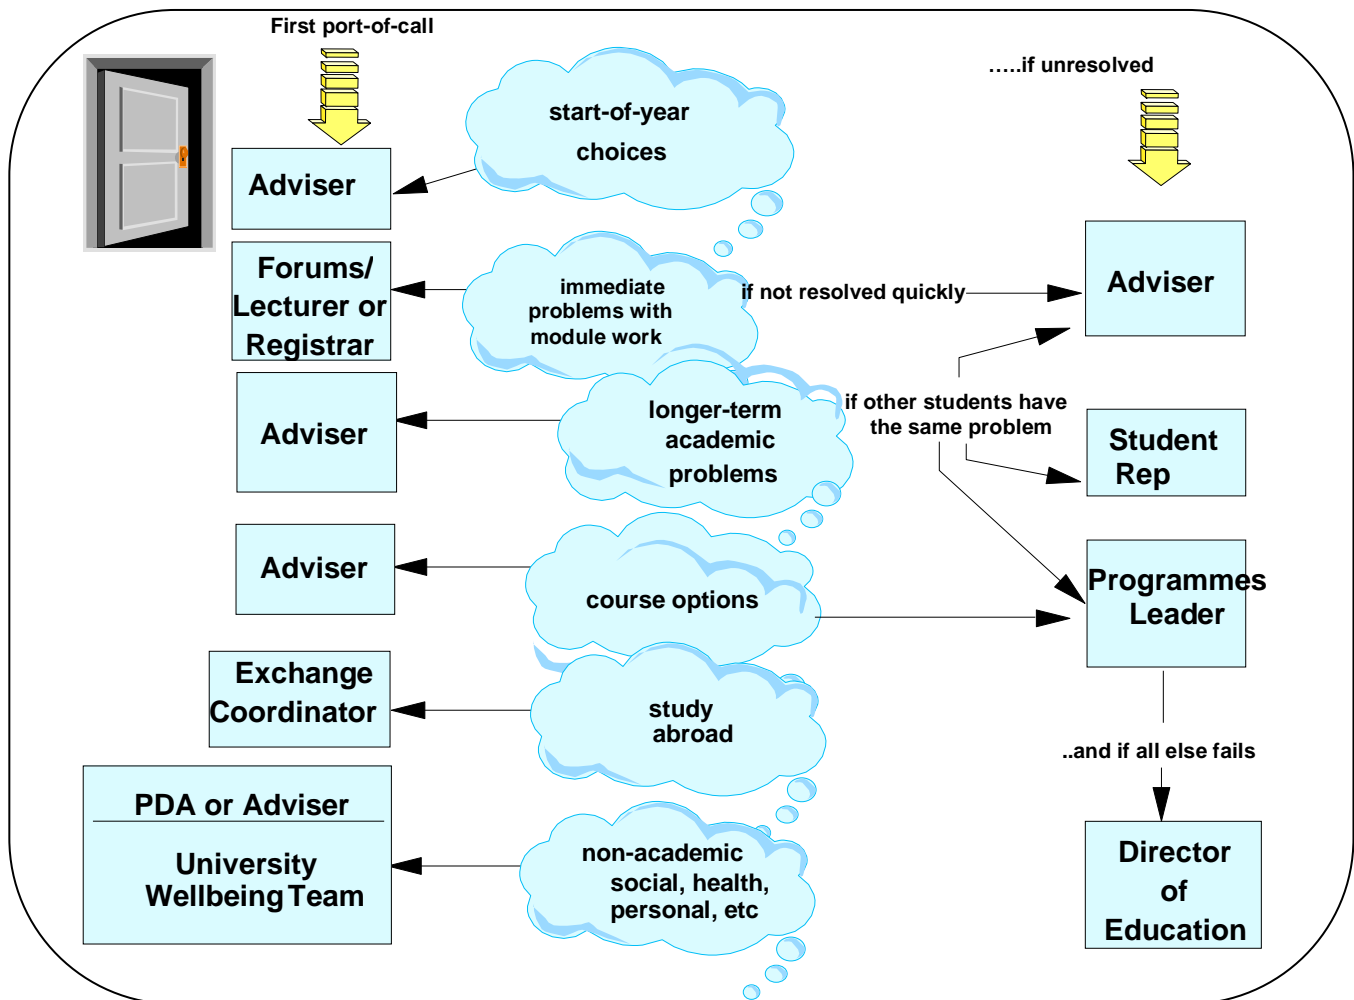 First port-of-call
…..if unresolved
start-of-year
choices
Adviser
Forums/
Lecturer or
Registrar
immediate
problems with
module work
if not resolved quickly
Adviser
Adviser
longer-term
academic
problems
if other students have
the same problem
Student
Rep
Adviser
course options
Programmes
Leader
Exchange
Coordinator
study
abroad
..and if all else fails
PDA or Adviser
University
Wellbeing Team
non-academic
social, health,
personal, etc
Director
of
Education